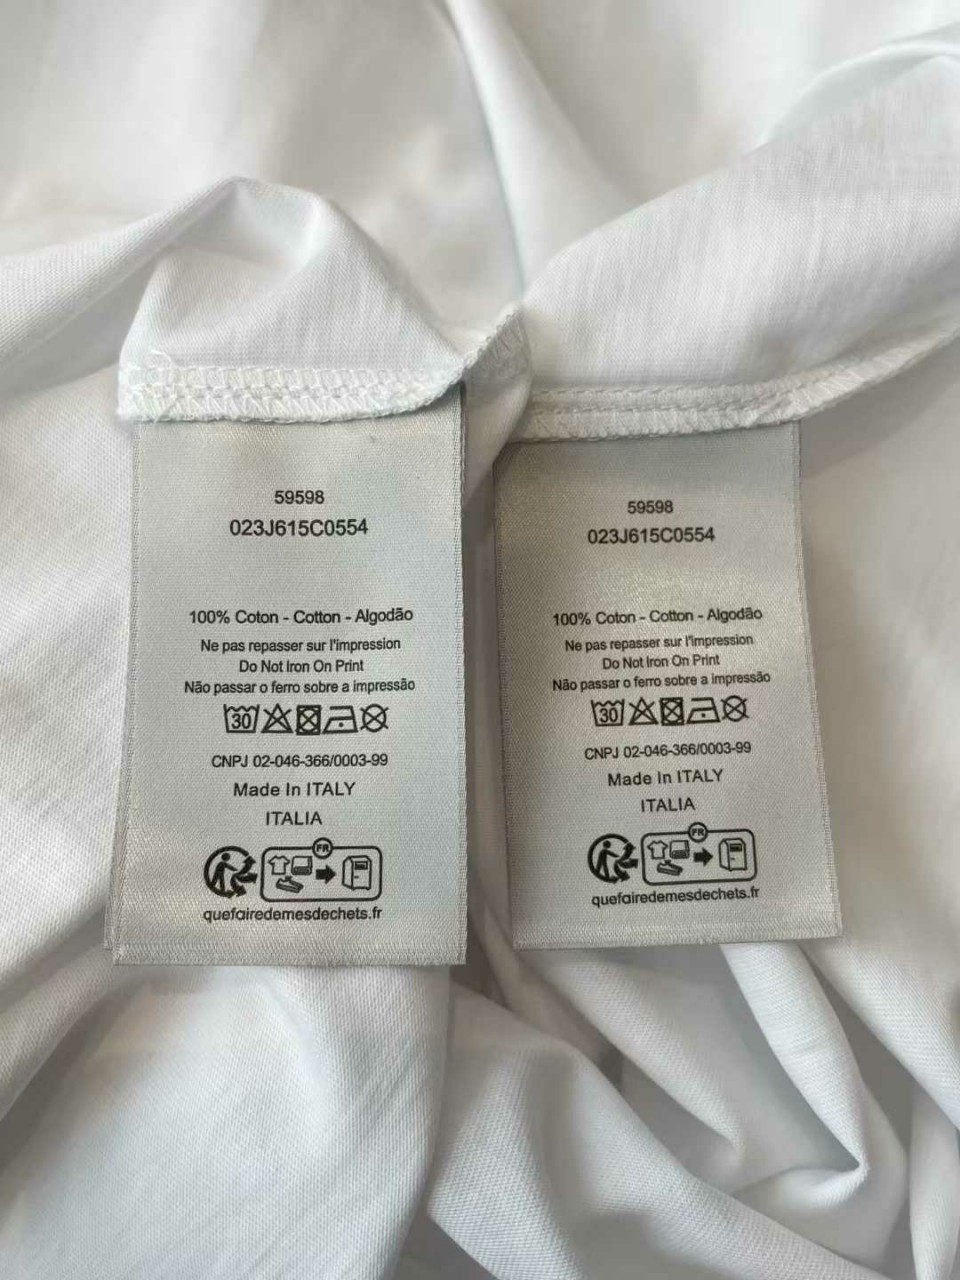 59598
023J615C0554
100% Coton - Cotton - Algodão
Ne pas repasser sur l'impression
Do Not Iron On Print
Não passar o ferro sobre a impressão
30
CNPJ 02-046-366/0003-99
Made In ITALY
ITALIA
FR
quefairedemesdechets.fr
59598
023J615C0554
100% Coton - Cotton - Algodão
Ne pas repasser sur l'impression
Do Not Iron On Print
Não passar o ferro sobre a impressão
30
CNPJ 02-046-366/0003-99
Made In ITALY
ITALIA
FR
quefairedemesdechets.fr